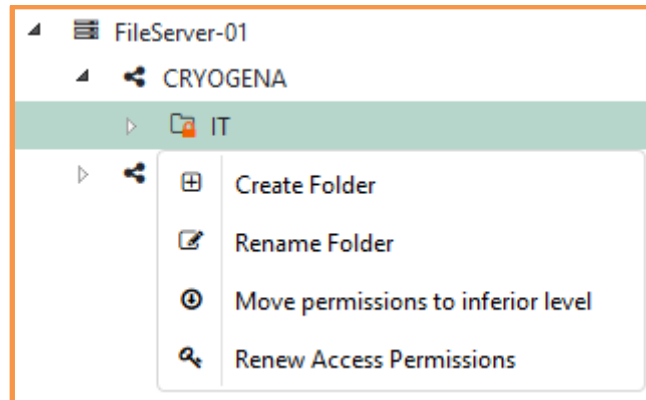 FileServer-01
CRYOGENA
IT
Create Folder
Rename Folder
Move permissions to inferior level
Renew Access Permissions